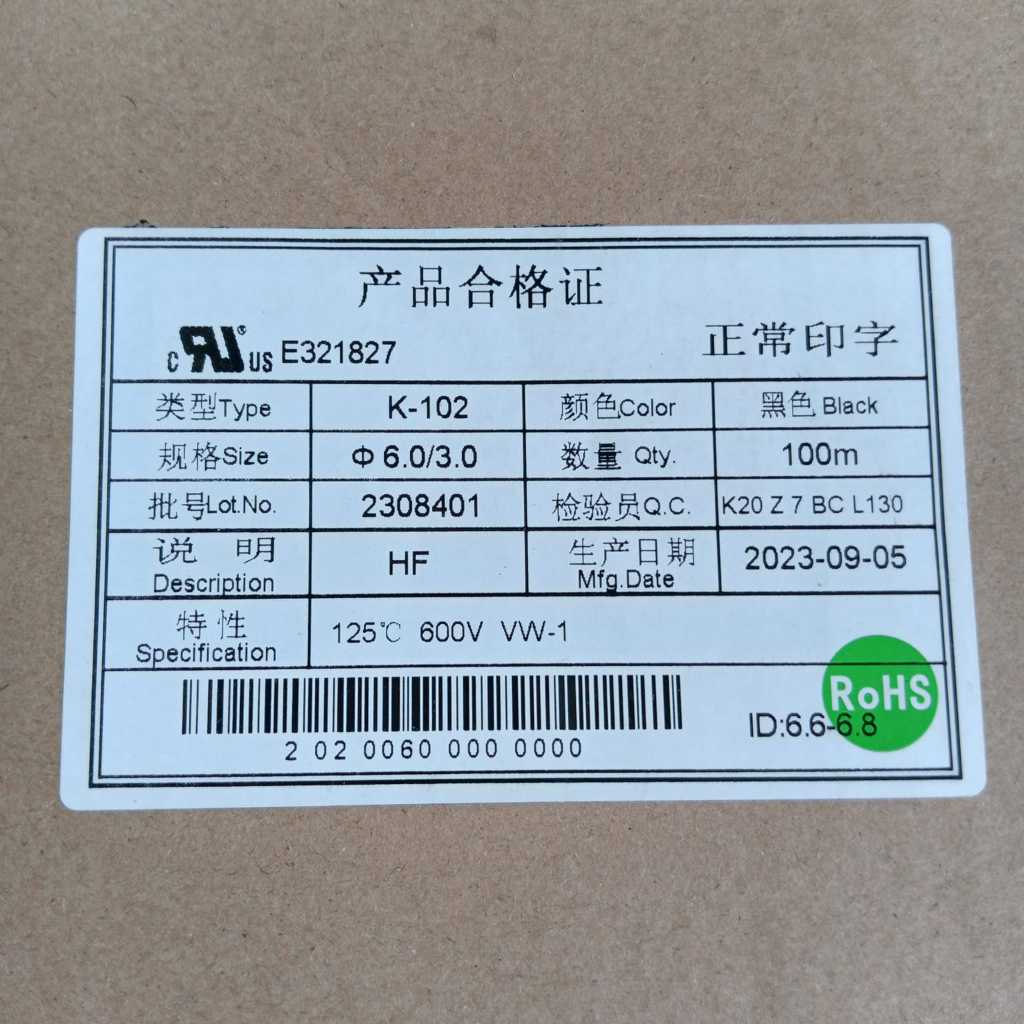 产品合格证
c RU ® US E321827 正常印字
类型Type K-102 颜色Color 黑色 Black
规格Size Φ 6.0/3.0 数量 Qty. 100m
批号Lot.No. 2308401 检验员Q.C. K20 Z 7 BC L130
说 明 Description HF 生产日期 Mfg.Date 2023-09-05
特性 Specification 125℃ 600V VW-1
RoHS
ID:6.6-6.8
2 02 0060 000 0000